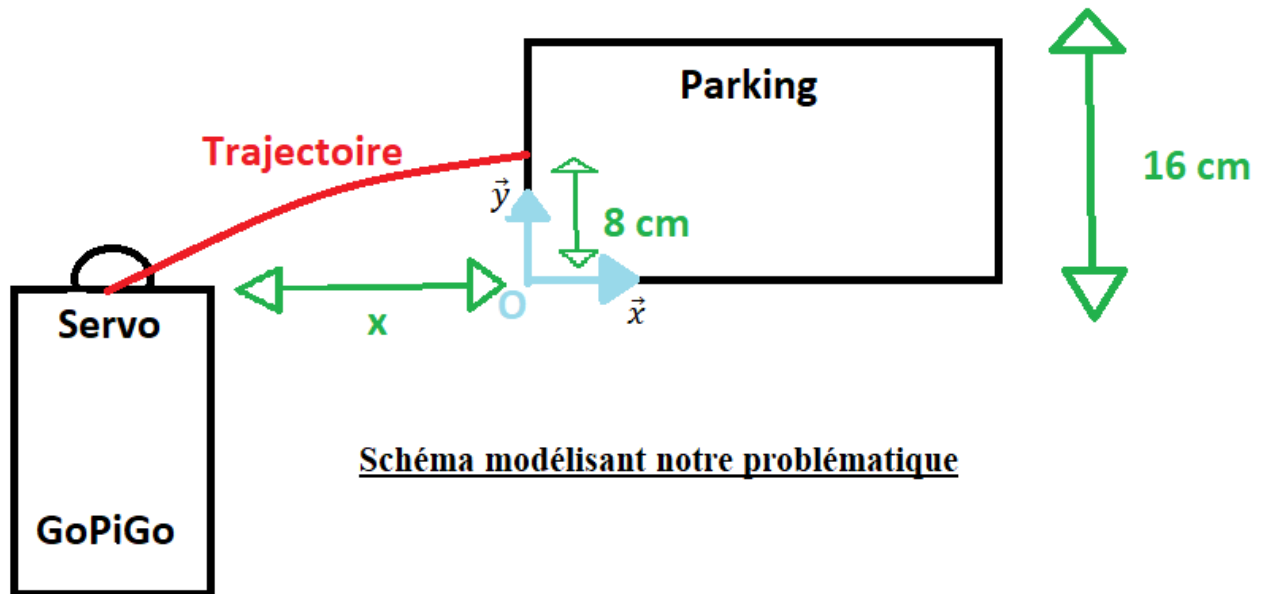 Parking
Trajectoire
16 cm
y
8 cm
Servo
x
O
x
Schéma modélisant notre problématique
GoPiGo